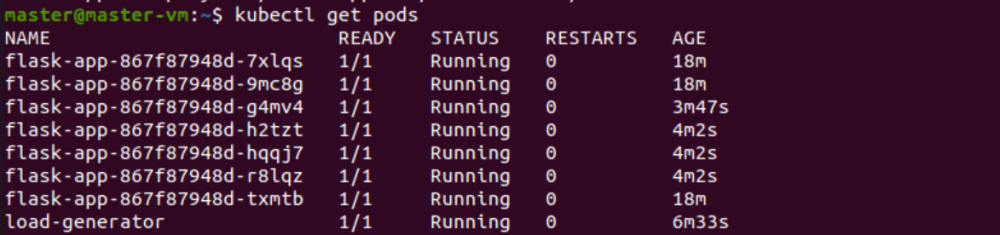 master@master-vm:~$ kubectl get pods
NAME READY STATUS RESTARTS AGE
flask-app-867f87948d-7xlqs 1/1 Running 0 18m
flask-app-867f87948d-9mc8g 1/1 Running 0 18m
flask-app-867f87948d-g4mv4 1/1 Running 0 3m47s
flask-app-867f87948d-h2tzt 1/1 Running 0 4m2s
flask-app-867f87948d-hqqj7 1/1 Running 0 4m2s
flask-app-867f87948d-r8lqz 1/1 Running 0 4m2s
flask-app-867f87948d-txmtb 1/1 Running 0 18m
load-generator 1/1 Running 0 6m33s